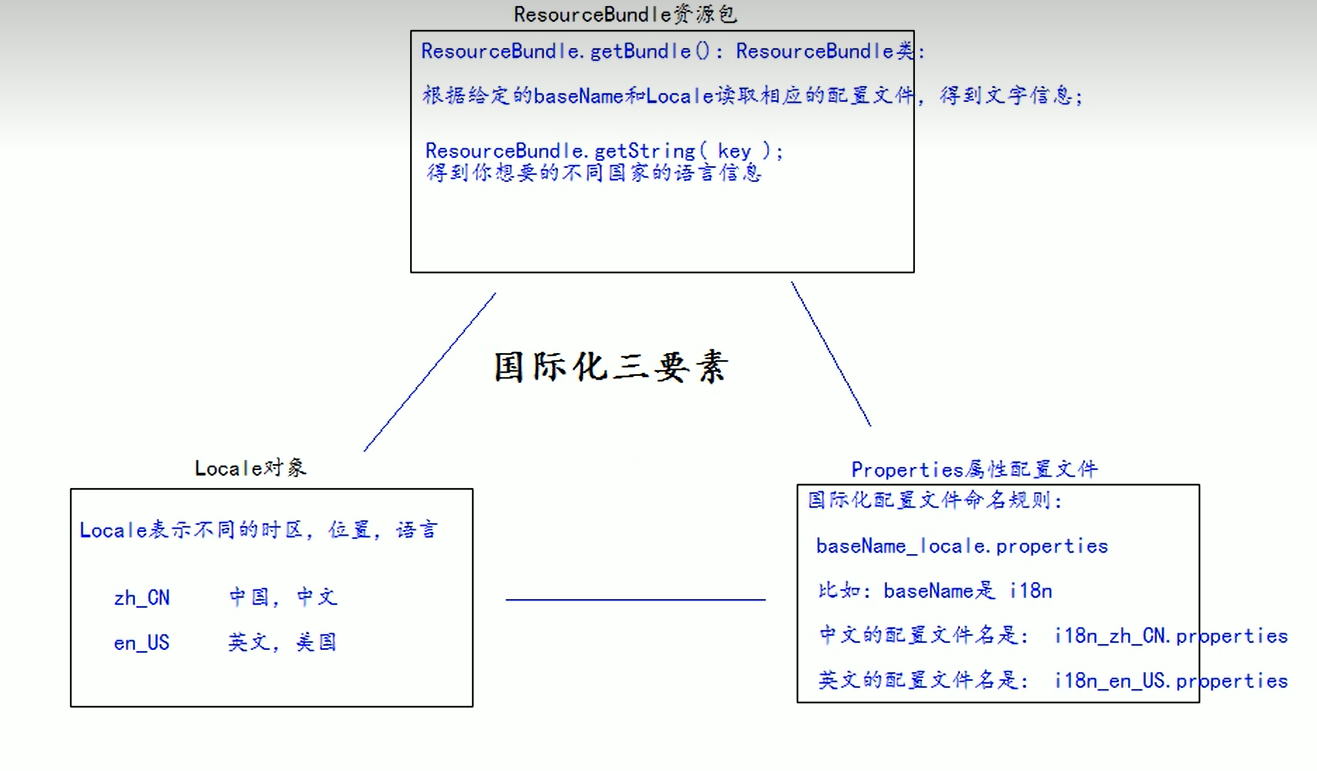 ResourceBundle资源包
ResourceBundle.getBundle(): ResourceBundle类:
根据给定的baseName和Locale读取相应的配置文件，得到文字信息;
ResourceBundle.getString( key );
得到你想要的不同国家的语言信息
国际化三要素
Locale对象
Locale表示不同的时区，位置，语言
zh_CN 中国，中文
en_US 英文，美国
Properties属性配置文件
国际化配置文件命名规则:
baseName_locale.properties
比如: baseName是 i18n
中文的配置文件名是: i18n_zh_CN.properties
英文的配置文件名是: i18n_en_US.properties